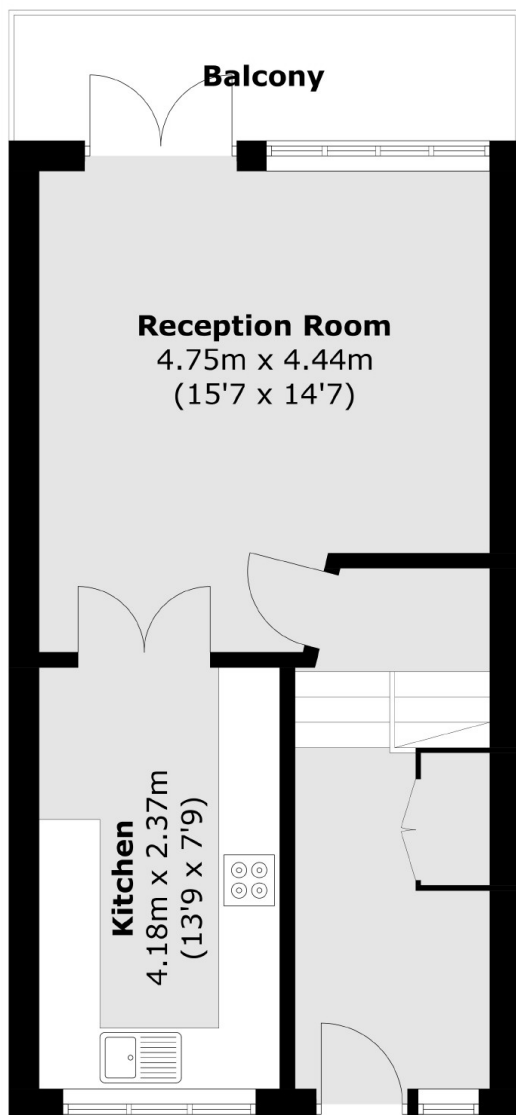 Balcony
Reception Room
4.75m x 4.44m
(15'7 x 14'7)
Kitchen
4.18m x 2.37m
(13'9 x 7'9)